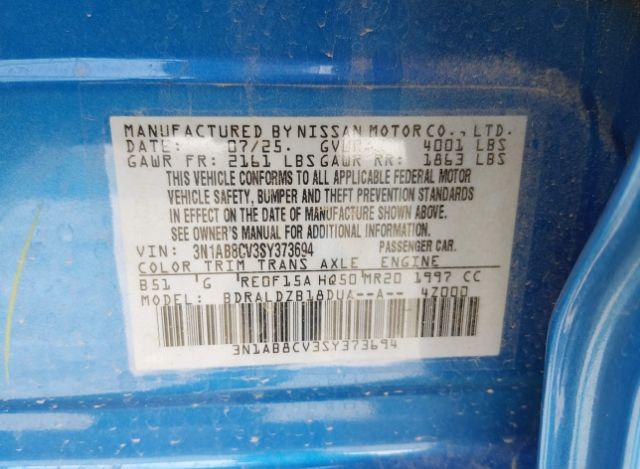 MANUFACTURED BY NISSAN MOTOR CO., LTD.
DATE: 07/25. GVWR: 4001 LBS
GAWR FR: 2161 LBS GAWR RR: 1863 LBS
THIS VEHICLE CONFORMS TO ALL APPLICABLE FEDERAL MOTOR
VEHICLE SAFETY, BUMPER AND THEFT PREVENTION STANDARDS
IN EFFECT ON THE DATE OF MANUFACTURE SHOWN ABOVE.
SEE OWNER'S MANUAL FOR ADDITIONAL INFORMATION.
VIN: 3N1AB8CV3SY373694 PASSENGER CAR.
COLOR TRIM TRANS AXLE ENGINE
B51 G RE0F15A HQ50 MR20 1997 CC
MODEL: BDRALDZB18DUA--A-- 4Z000
3N1AB8CV3SY373694